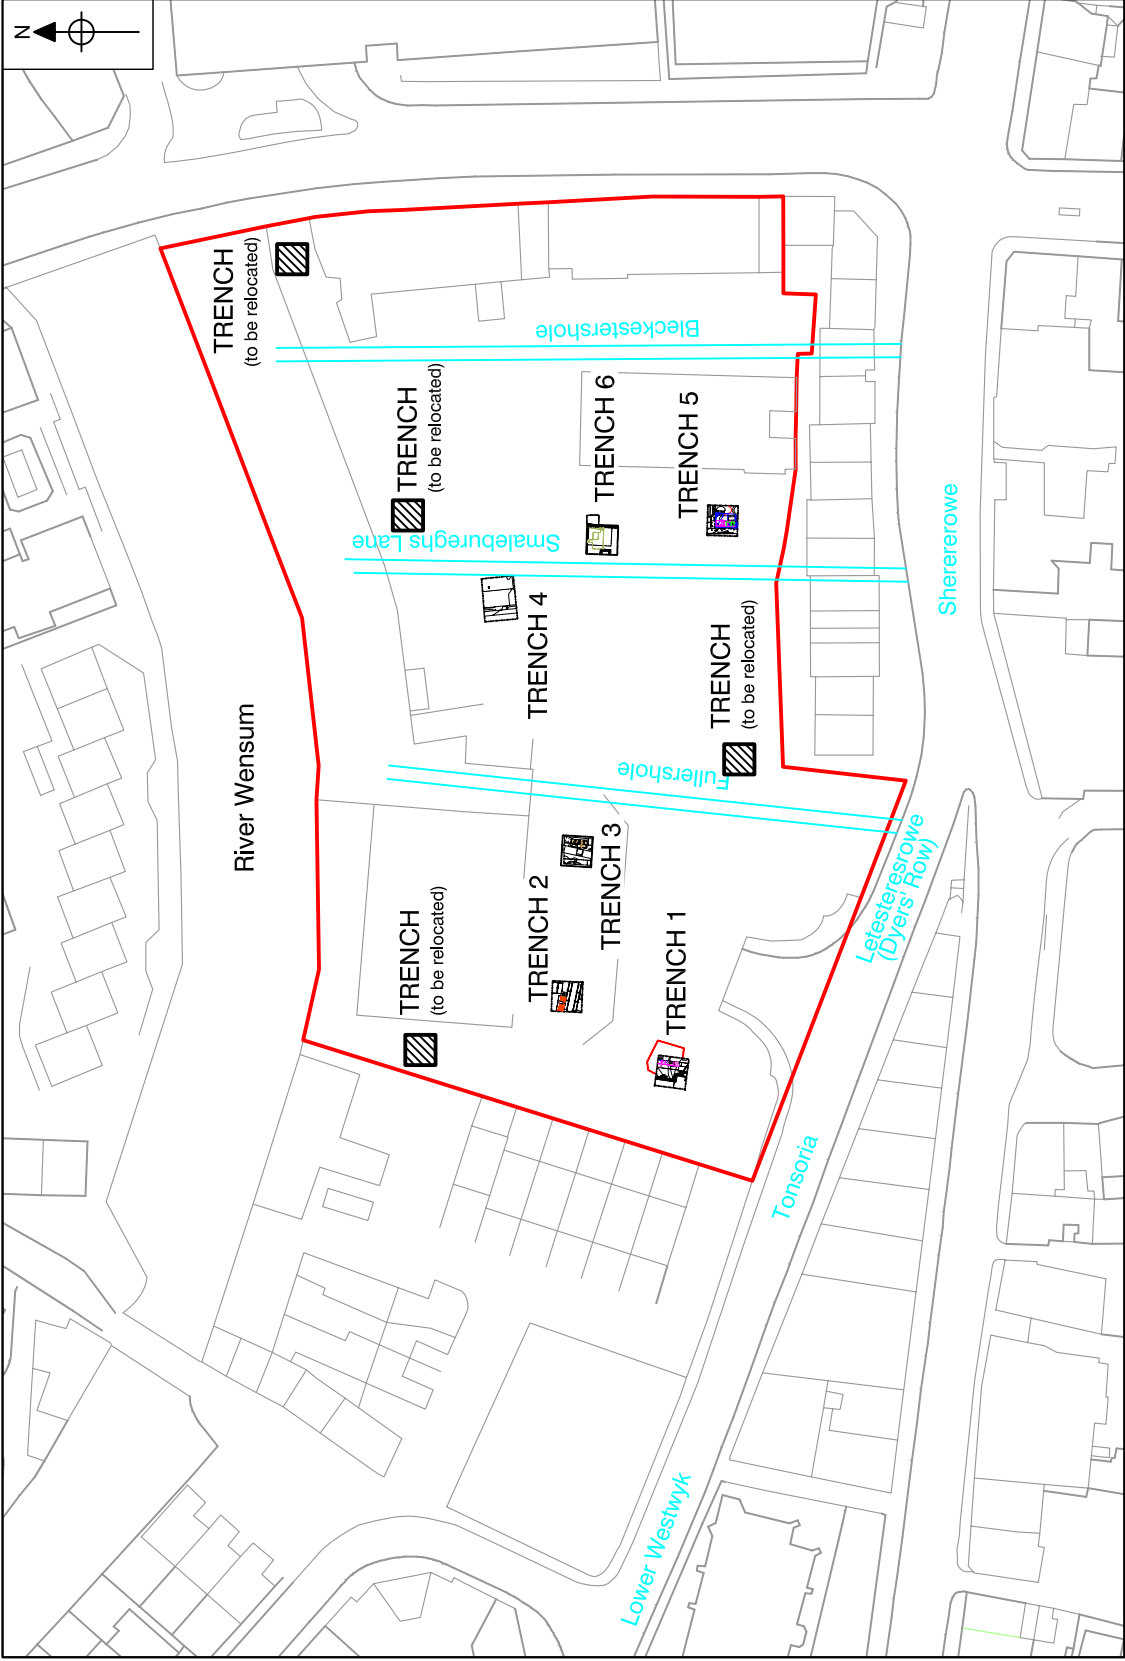 N
TRENCH
(to be relocated)
Bleckestershole
TRENCH
(to be relocated)
TRENCH 6
TRENCH 5
Smalebureghs Lane
Shererowe
TRENCH 4
TRENCH
(to be relocated)
River Wensum
Fullershole
TRENCH 3
TRENCH 2
TRENCH
(to be relocated)
TRENCH 1
Letesteresrowe
(Dyers' Row)
Tonsoria
Lower Westwyk